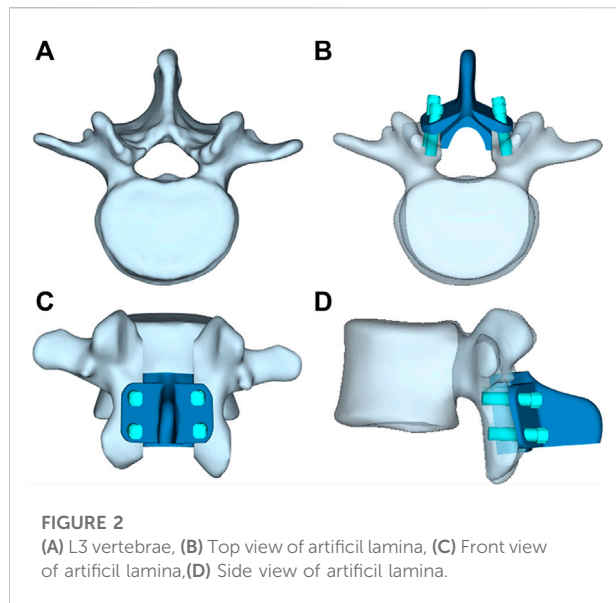 A
B
C
D
FIGURE 2
(A) L3 vertebrae, (B) Top view of artificil lamina, (C) Front view
of artificil lamina,(D) Side view of artificil lamina.